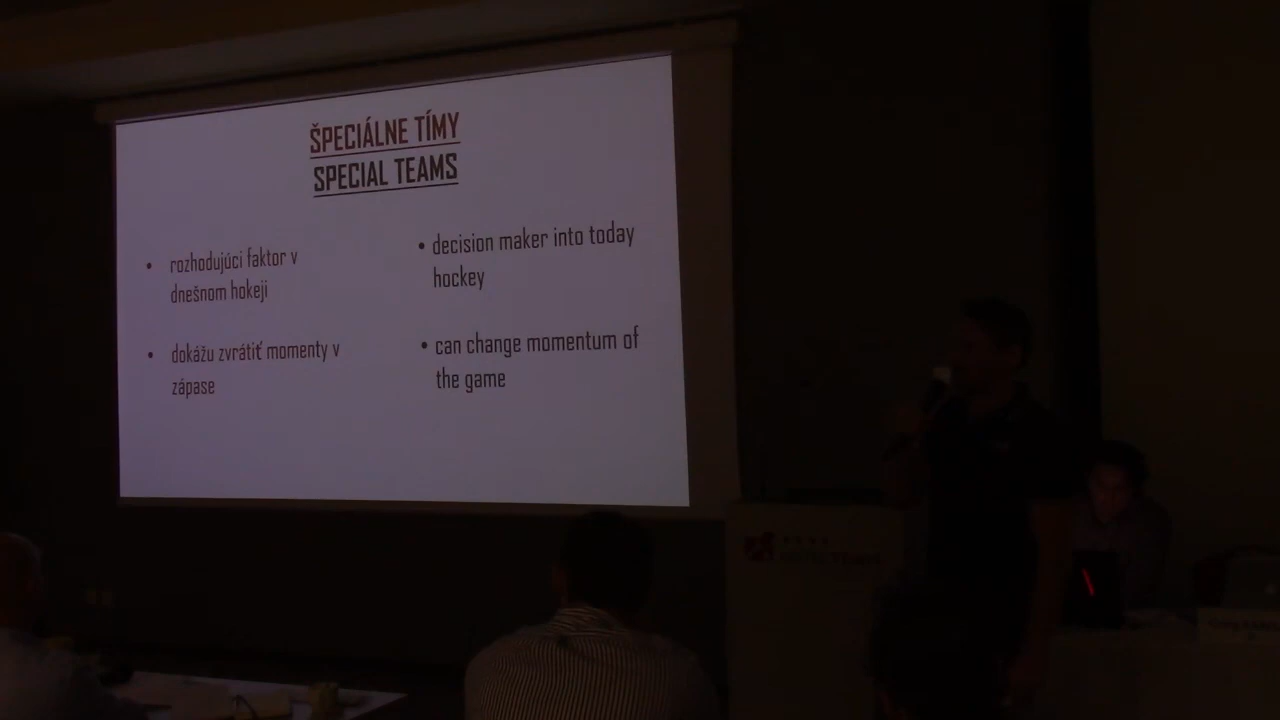 ŠPECIÁLNE TÍMY
SPECIAL TEAMS
• rozhodujúci faktor v
dnešnom hokeji
• dokážu zvrátiť momenty v
zápase
• decision maker into today
hockey
• can change momentum of
the game